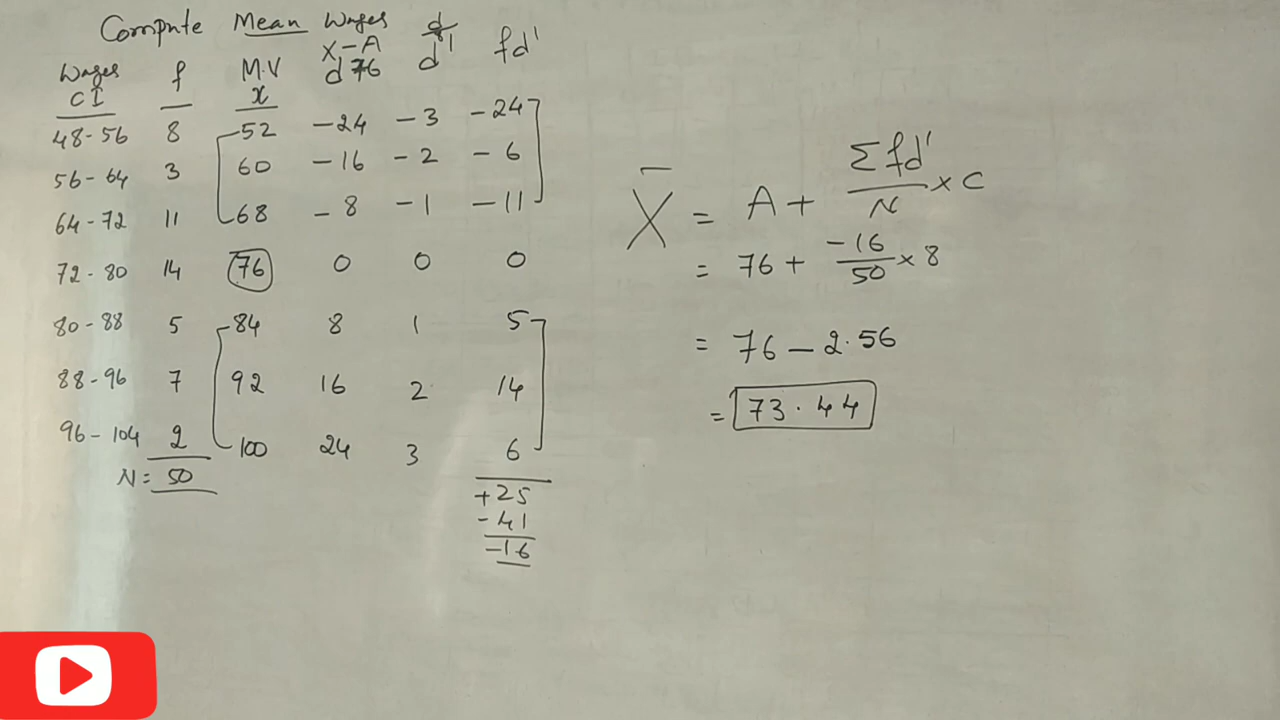 Compute Mean Wages
Wages f M.V X-A d fd'
CI x d 76 d'
48-56 8 52 -24 -3 -24
56-64 3 60 -16 -2 -6
64-72 11 68 -8 -1 -11
72-80 14 76 0 0 0
80-88 5 84 8 1 5
88-96 7 92 16 2 14
96-104 2 100 24 3 6
N = 50
+25
-41
-16
X̄ = A + Σfd' / N × C
= 76 + -16 / 50 × 8
= 76 - 2.56
= 73.44